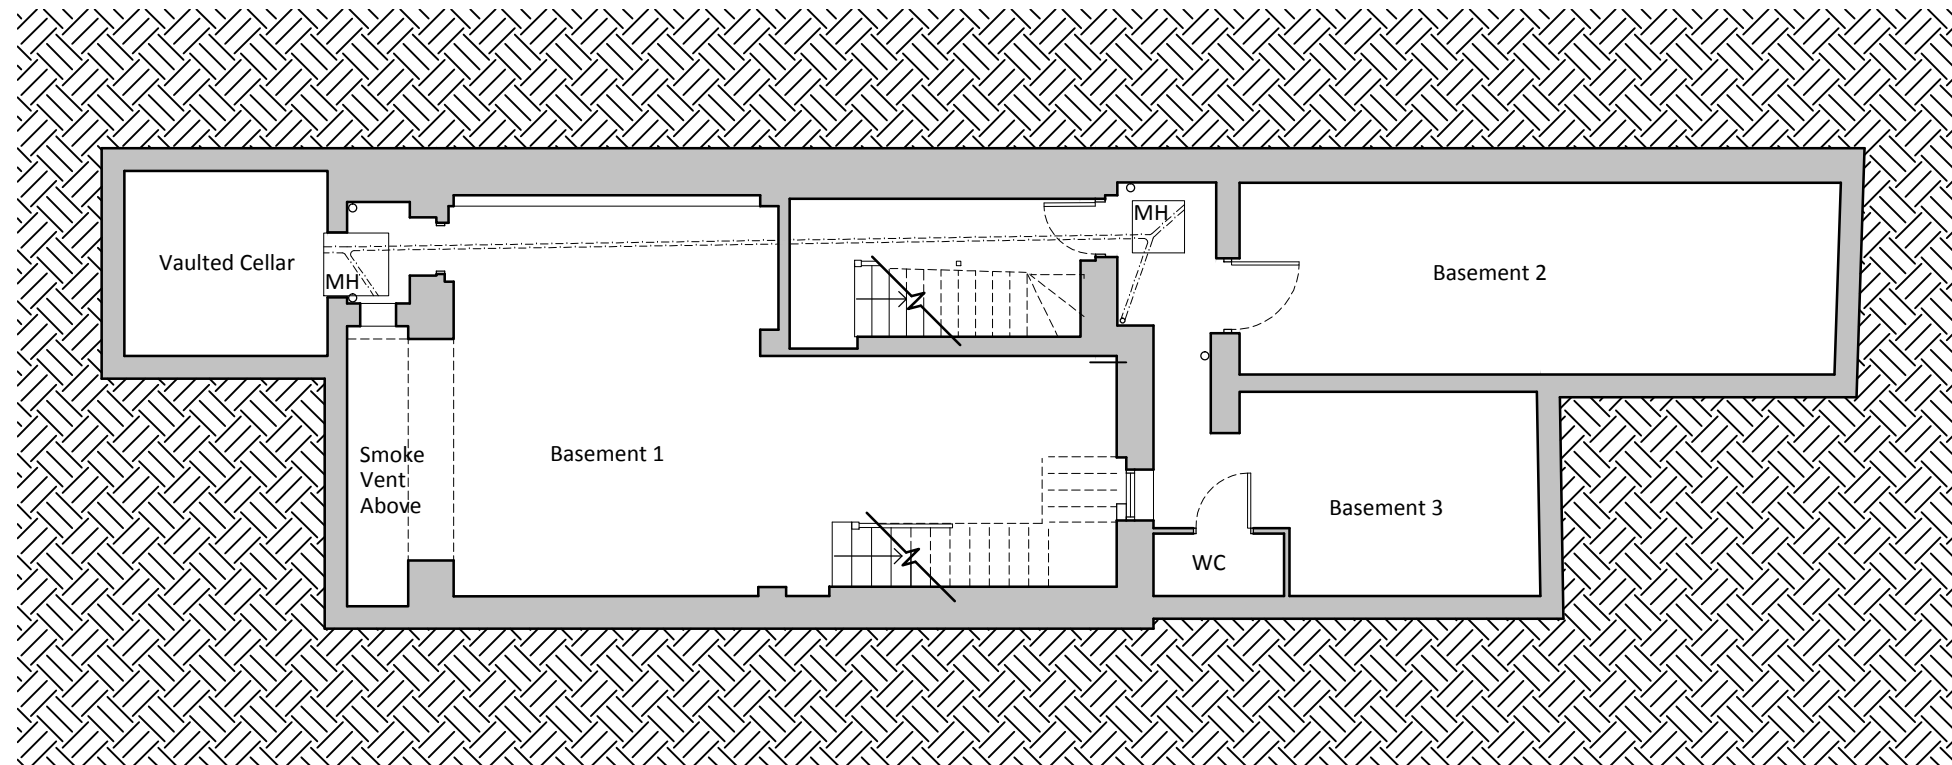 MH
Vaulted Cellar
MH
Basement 2
Smoke
Vent
Above
Basement 1
Basement 3
WC